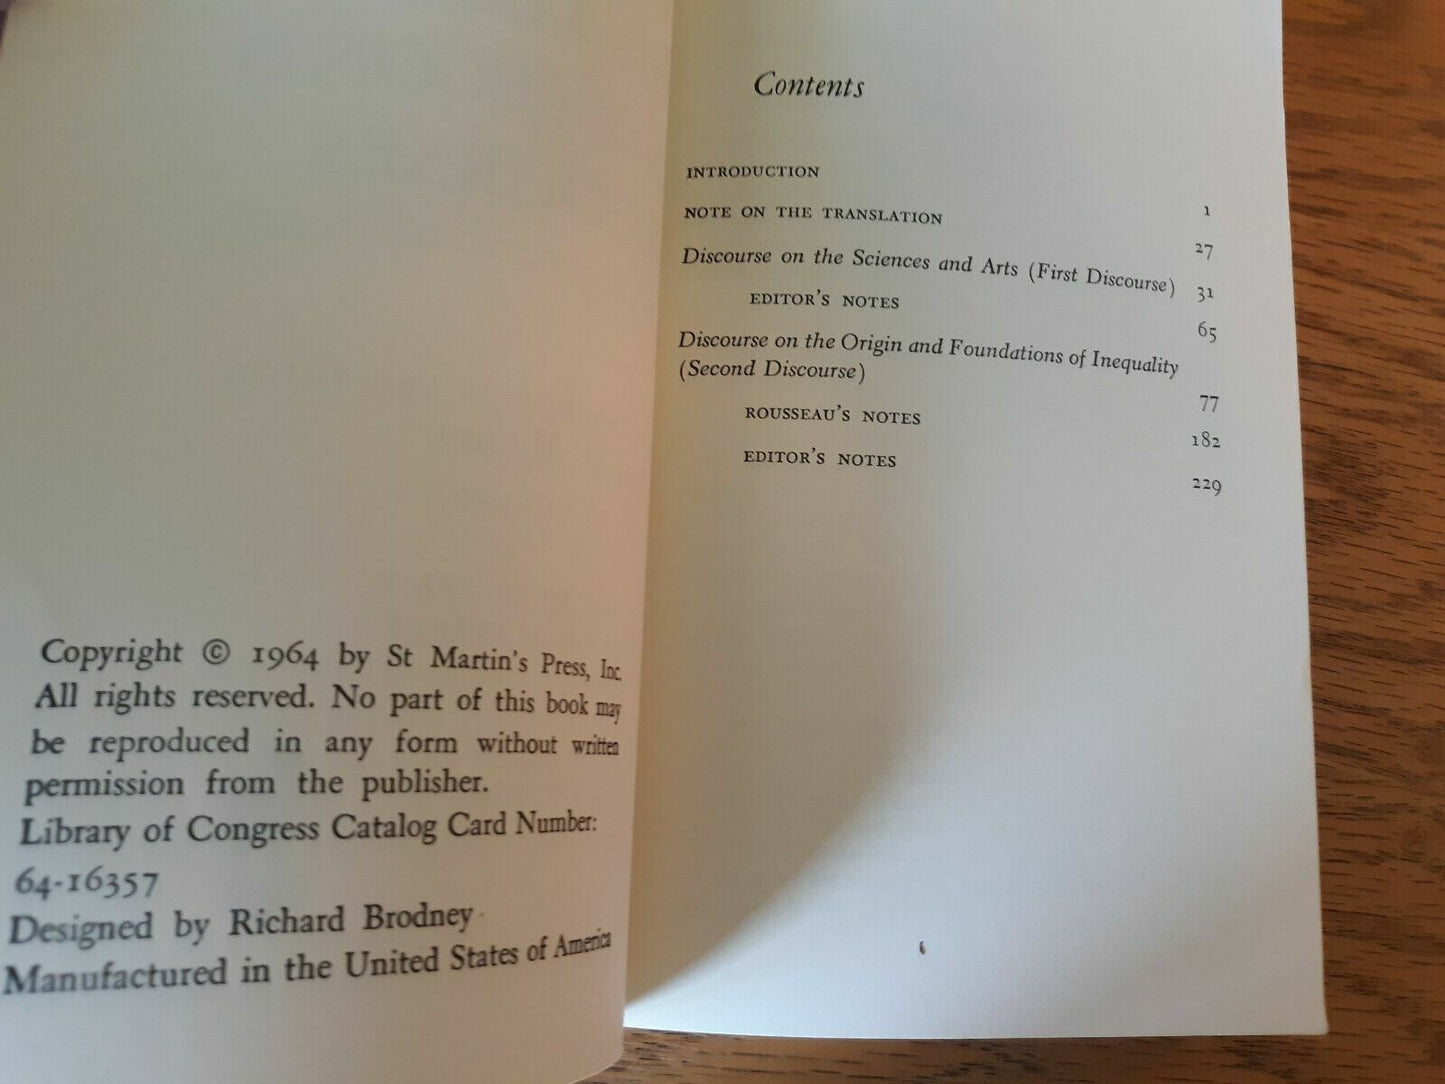 Copyright © 1964 by St Martin's Press, Inc.
All rights reserved. No part of this book may
be reproduced in any form without written
permission from the publisher.
Library of Congress Catalog Card Number:
64-16357
Designed by Richard Brodney
Manufactured in the United States of America
Contents
INTRODUCTION 1
NOTE ON THE TRANSLATION 27
Discourse on the Sciences and Arts (First Discourse) 31
EDITOR'S NOTES 65
Discourse on the Origin and Foundations of Inequality
(Second Discourse) 77
ROUSSEAU'S NOTES 182
EDITOR'S NOTES 229